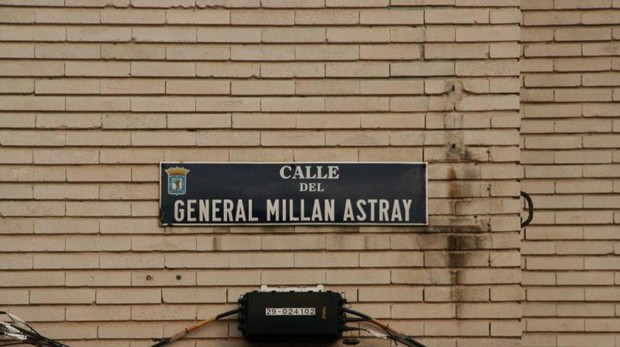 CALLE
DEL
GENERAL MILLAN ASTRAY
29-024102